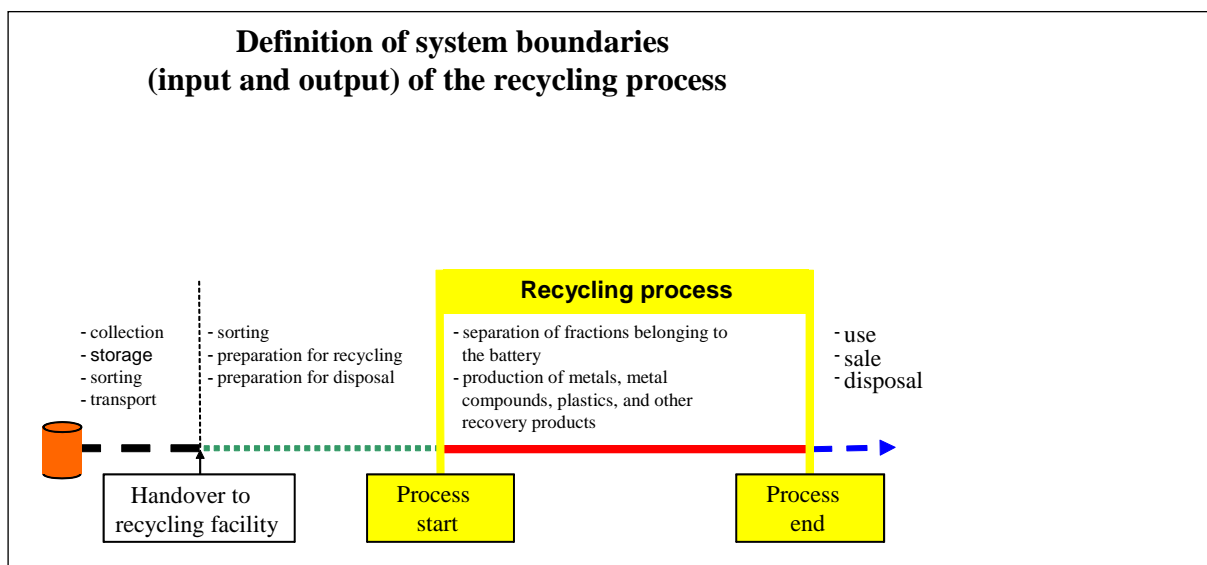 Definition of system boundaries
(input and output) of the recycling process
Recycling process
- collection
- storage
- sorting
- transport
- sorting
- preparation for recycling
- preparation for disposal
- separation of fractions belonging to
the battery
- production of metals, metal
compounds, plastics, and other
recovery products
- use
- sale
- disposal
Handover to
recycling facility
Process
start
Process
end